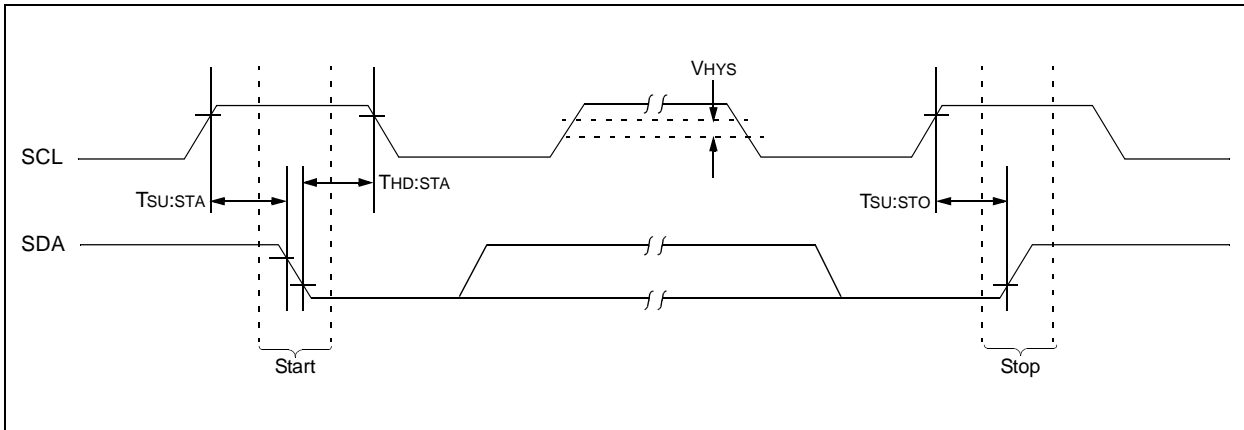 VHYS
SCL
THD:STA
TSU:STA
TSU:STO
SDA
Start
Stop